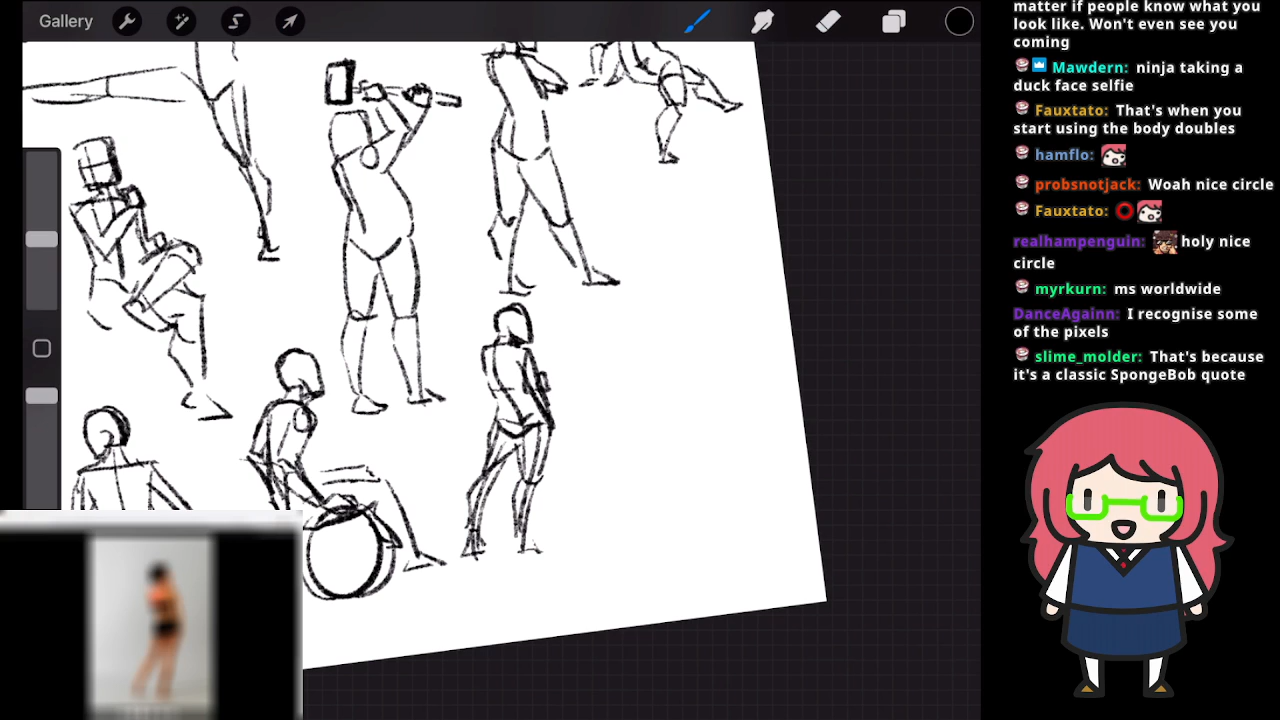 Gallery
matter if people know what you
look like. Won't even see you
coming
Mawdern: ninja taking a
duck face selfie
Fauxtato: That's when you
start using the body doubles
hamflo:
probsnotjack: Woah nice circle
Fauxtato:
realhampenguin: holy nice
circle
myrkurn: ms worldwide
DanceAgainn: I recognise some
of the pixels
slime_molder: That's because
it's a classic SpongeBob quote